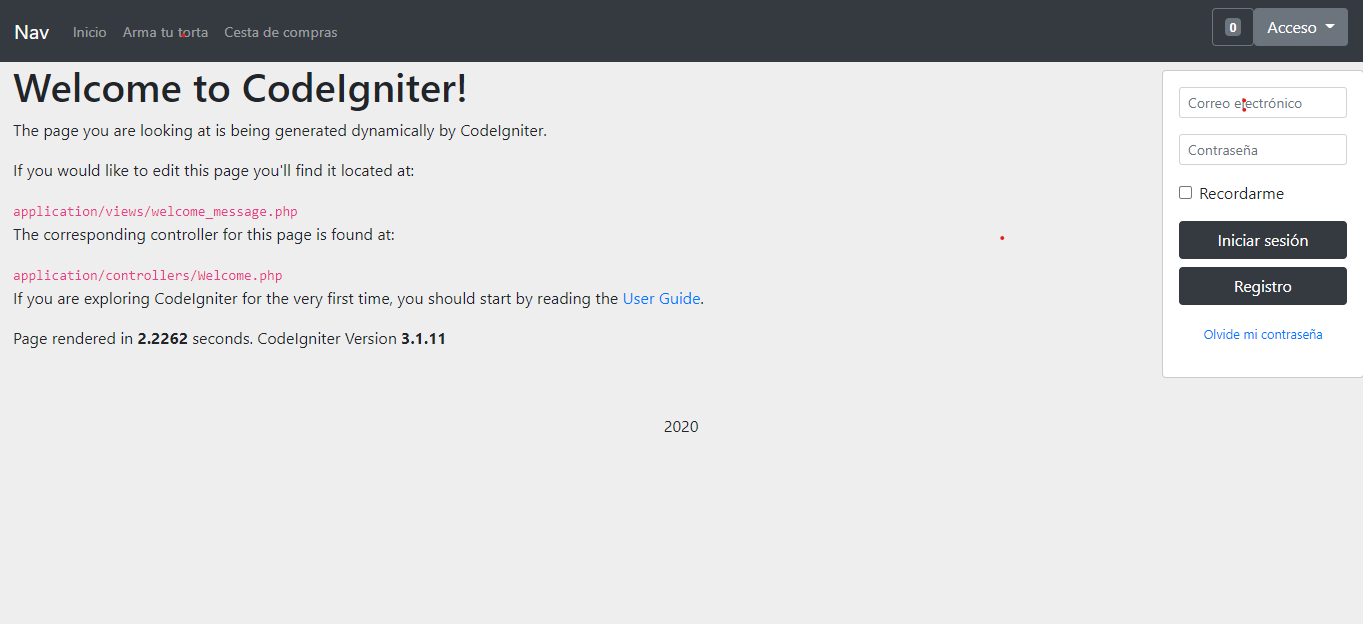 Nav Inicio Arma tu torta Cesta de compras 0 Acceso
Welcome to CodeIgniter!
The page you are looking at is being generated dynamically by CodeIgniter.
If you would like to edit this page you'll find it located at:
application/views/welcome_message.php
The corresponding controller for this page is found at:
application/controllers/Welcome.php
If you are exploring CodeIgniter for the very first time, you should start by reading the User Guide.
Page rendered in 2.2262 seconds. CodeIgniter Version 3.1.11
Correo electrónico
Contraseña
Recordarme
Iniciar sesión
Registro
Olvide mi contraseña
2020